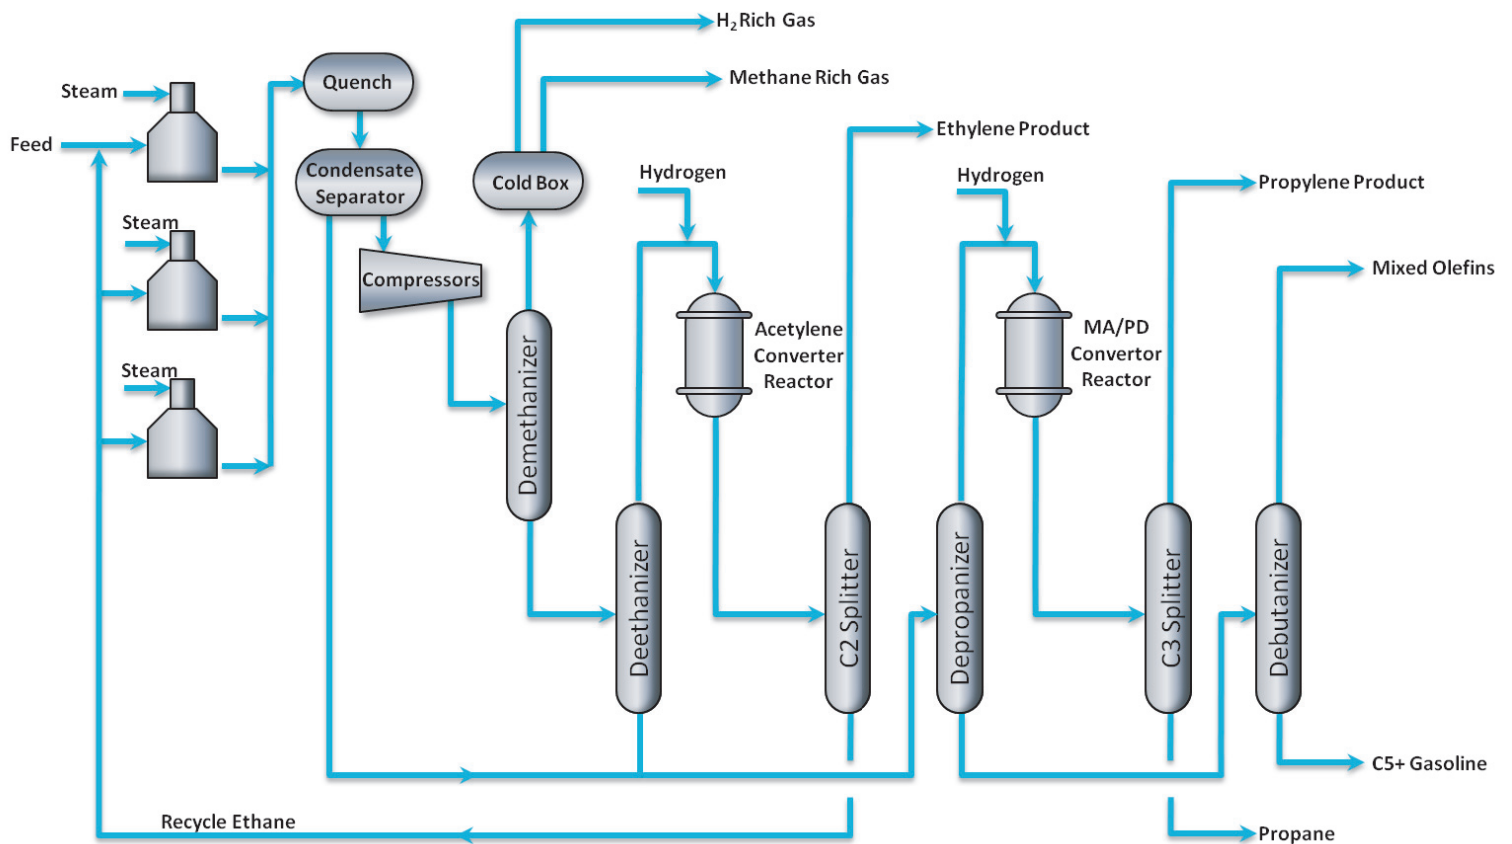 H₂ Rich Gas
Methane Rich Gas
Steam
Quench
Feed
Ethylene Product
Condensate
Separator
Cold Box
Hydrogen
Hydrogen
Propylene Product
Steam
Compressors
Mixed Olefins
Acetylene
Converter
Reactor
MA/PD
Convertor
Reactor
Steam
Demethanizer
Deethanizer
C2 Splitter
Depropanizer
C3 Splitter
Debutanizer
C5+ Gasoline
Recycle Ethane
Propane